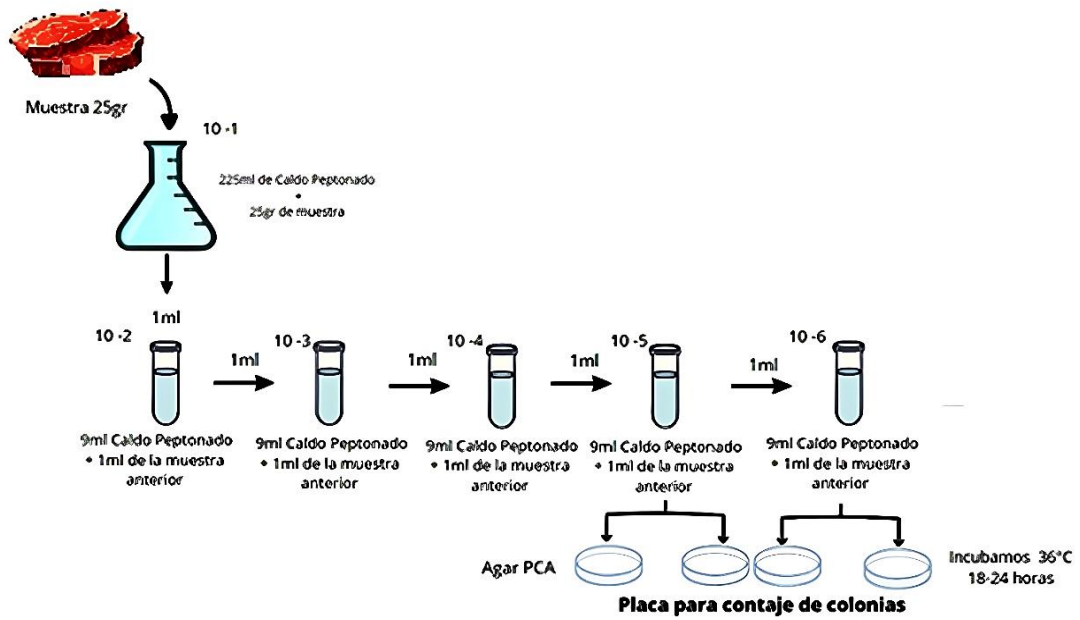 Muestra 25gr
10 -1
225ml de Caldo Peptonado
+
25gr de muestra
1ml
10 -2
10 -3
10 -4
10 -5
10 -6
1ml
1ml
1ml
1ml
9ml Caldo Peptonado
+ 1ml de la muestra
anterior
9ml Caldo Peptonado
+ 1ml de la muestra
anterior
9ml Caldo Peptonado
+ 1ml de la muestra
anterior
9ml Caldo Peptonado
+ 1ml de la muestra
anterior
9ml Caldo Peptonado
+ 1ml de la muestra
anterior
Agar PCA
Incubamos 36°C
18-24 horas
Placa para contaje de colonias